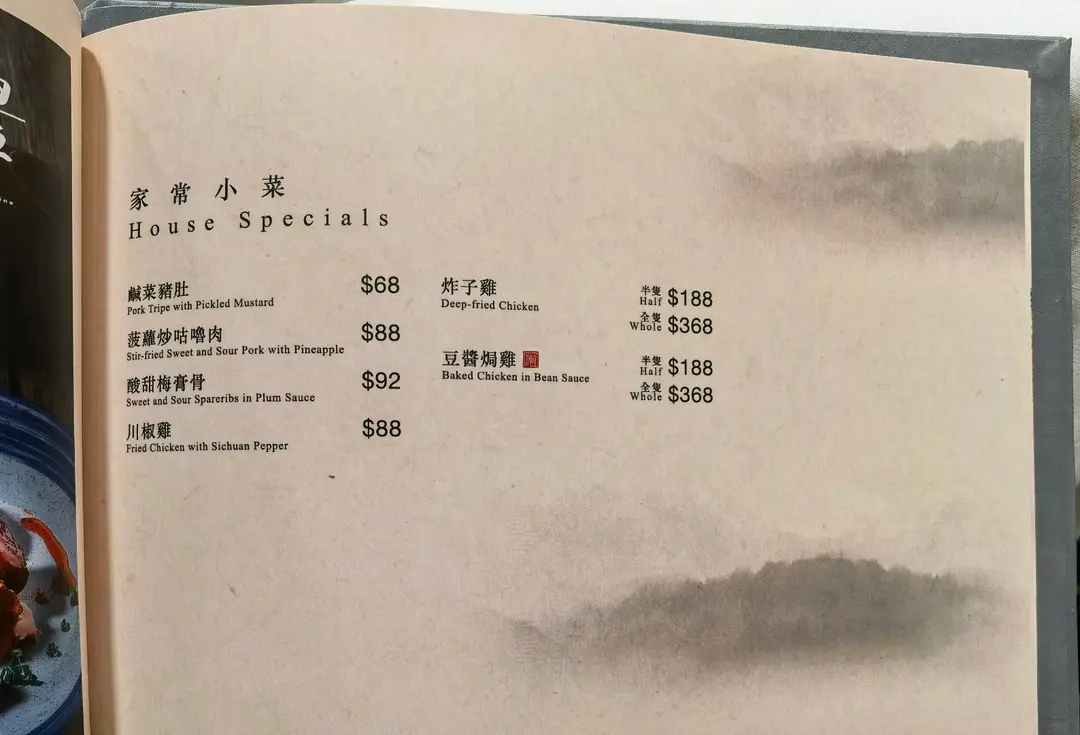 家常小菜
House Specials
鹹菜豬肚 $68
Pork Tripe with Pickled Mustard
菠蘿炒咕嚕肉 $88
Stir-fried Sweet and Sour Pork with Pineapple
酸甜梅膏骨 $92
Sweet and Sour Spareribs in Plum Sauce
川椒雞 $88
Fried Chicken with Sichuan Pepper
炸子雞
Deep-fried Chicken
半隻
Half $188
全隻
Whole $368
豆醬焗雞
Baked Chicken in Bean Sauce
半隻
Half $188
全隻
Whole $368